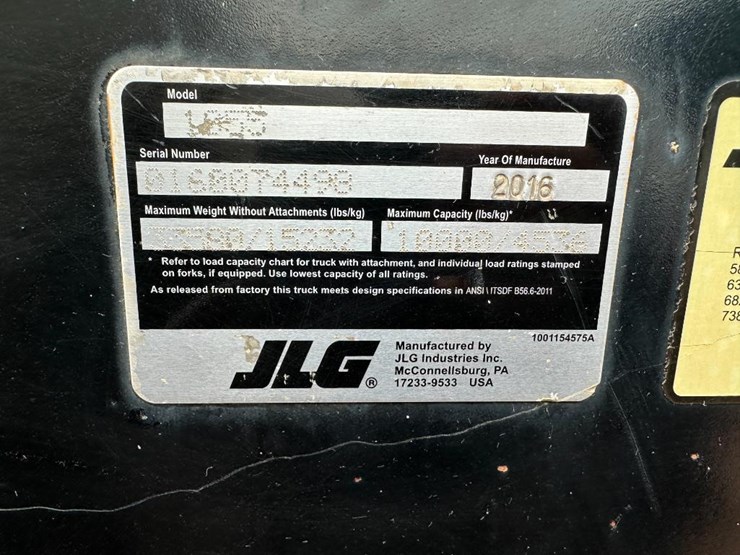 Model
1255
Serial Number
Year Of Manufacture
2016
Maximum Weight Without Attachments (lbs/kg)
Maximum Capacity (lbs/kg)*
10000/4536
* Refer to load capacity chart for truck with attachment, and individual load ratings stamped
on forks, if equipped. Use lowest capacity of all ratings.
As released from factory this truck meets design specifications in ANSI \ ITSDF B56.6-2011
1001154575A
JLG®
Manufactured by
JLG Industries Inc.
McConnellsburg, PA
17233-9533 USA